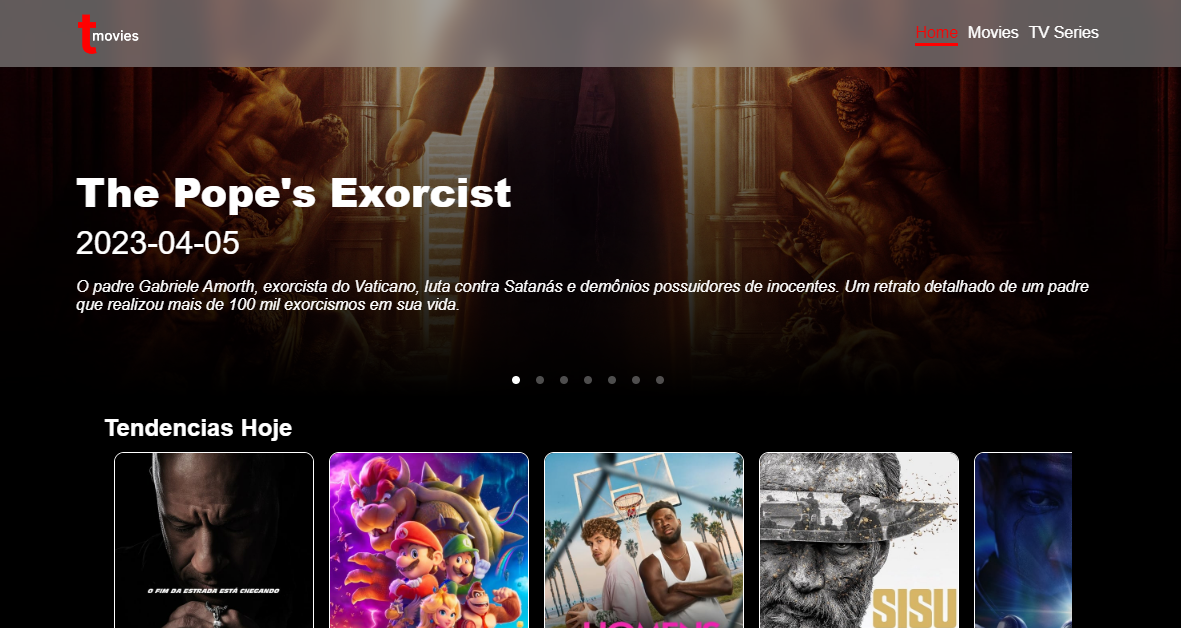 t movies
Home Movies TV Series
The Pope's Exorcist
2023-04-05
O padre Gabriele Amorth, exorcista do Vaticano, luta contra Satanás e demônios possuidores de inocentes. Um retrato detalhado de um padre
que realizou mais de 100 mil exorcismos em sua vida.
Tendencias Hoje
O FIM DA ESTRADA ESTÁ CHEGANDO
HOMENS
SISU